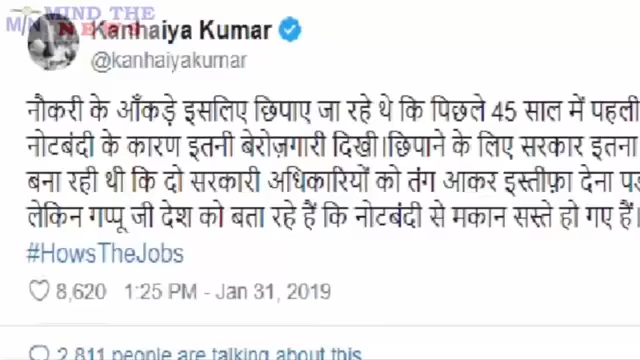 MIND THE
NEWS
Kanhaiya Kumar
@kanhaiyakumar
नौकरी के आँकड़े इसलिए छिपाए जा रहे थे कि पिछले 45 साल में पहली
नोटबंदी के कारण इतनी बेरोज़गारी दिखी।छिपाने के लिए सरकार इतना
बना रही थी कि दो सरकारी अधिकारियों को तंग आकर इस्तीफ़ा देना
लेकिन गप्पू जी देश को बता रहे हैं कि नोटबंदी से मकान सस्ते हो गए हैं।
#HowsTheJobs
8,620 1:25 PM - Jan 31, 2019
2,811 people are talking about this